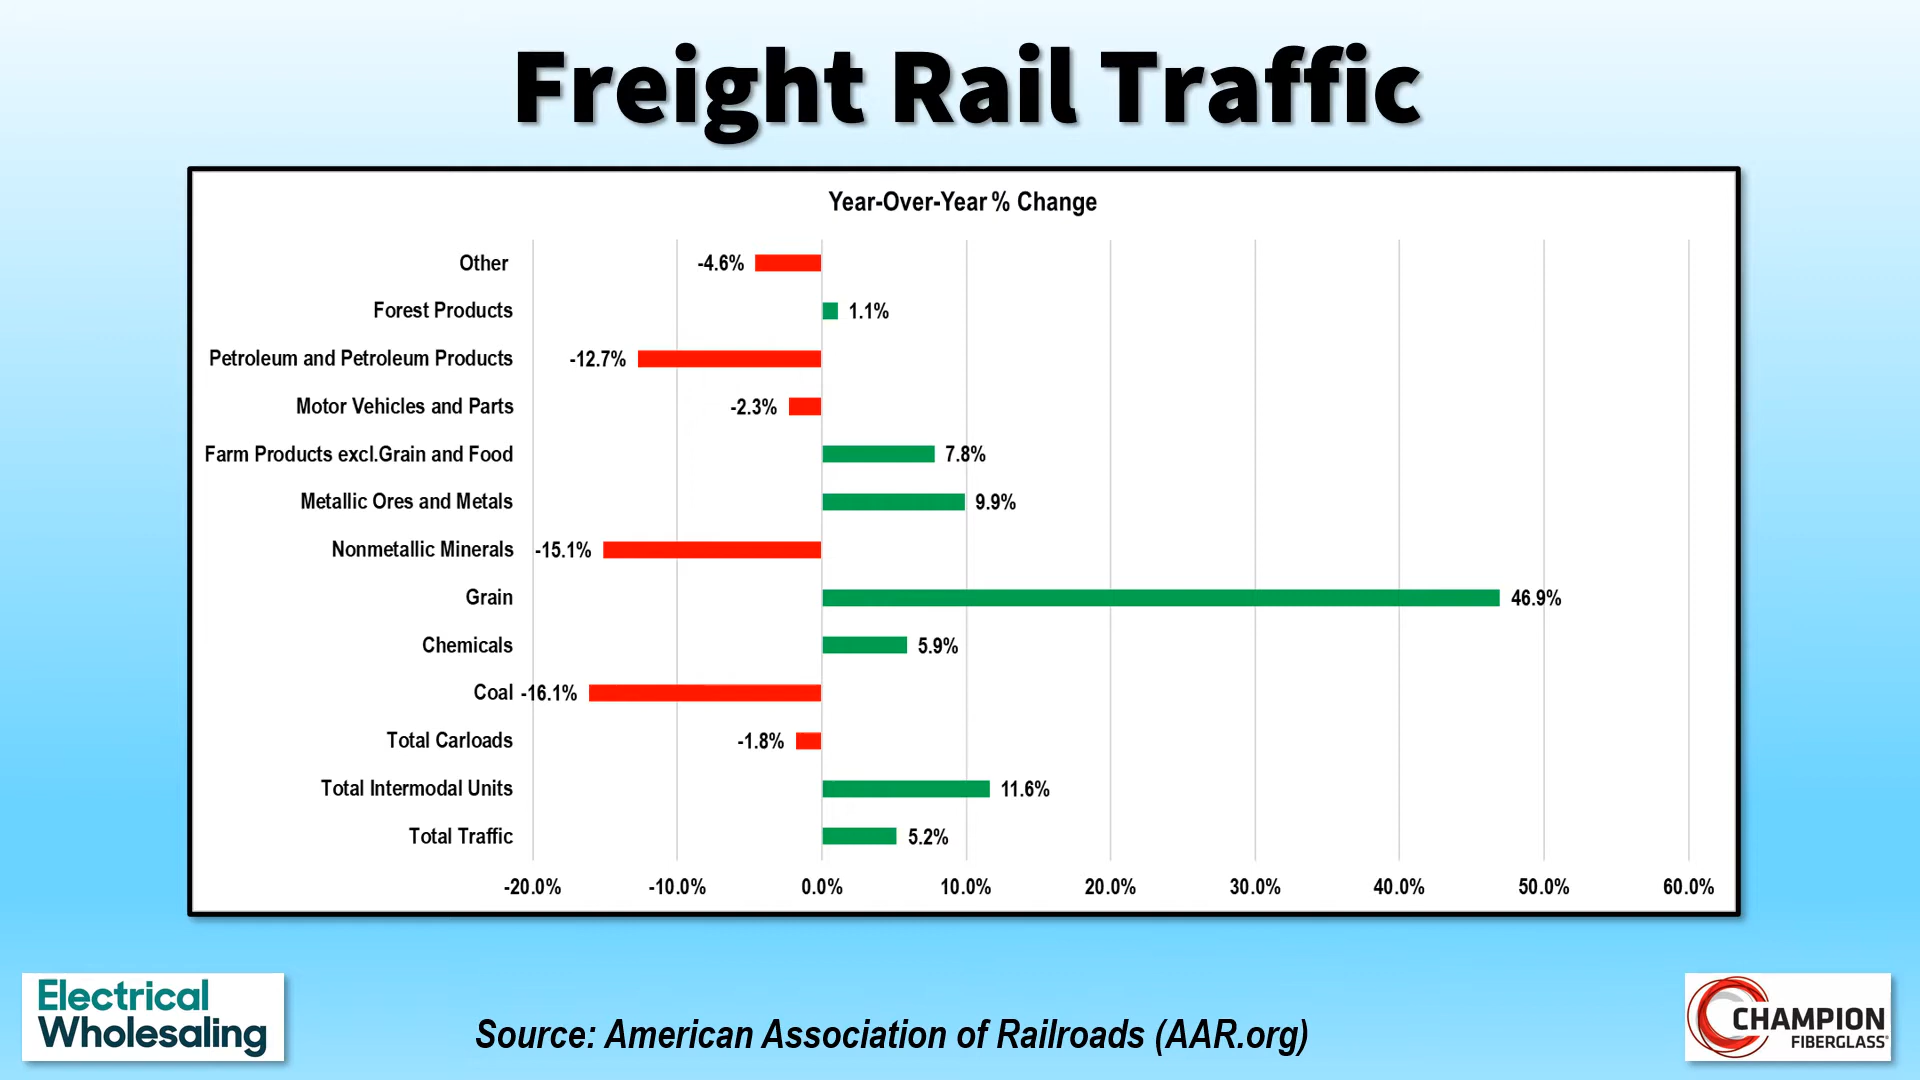 Freight Rail Traffic
Year-Over-Year % Change
Other -4.6%
Forest Products 1.1%
Petroleum and Petroleum Products -12.7%
Motor Vehicles and Parts -2.3%
Farm Products excl.Grain and Food 7.8%
Metallic Ores and Metals 9.9%
Nonmetallic Minerals -15.1%
Grain 46.9%
Chemicals 5.9%
Coal -16.1%
Total Carloads -1.8%
Total Intermodal Units 11.6%
Total Traffic 5.2%
-20.0% -10.0% 0.0% 10.0% 20.0% 30.0% 40.0% 50.0% 60.0%
Electrical
Wholesaling
Source: American Association of Railroads (AAR.org)
CHAMPION
FIBERGLASS®